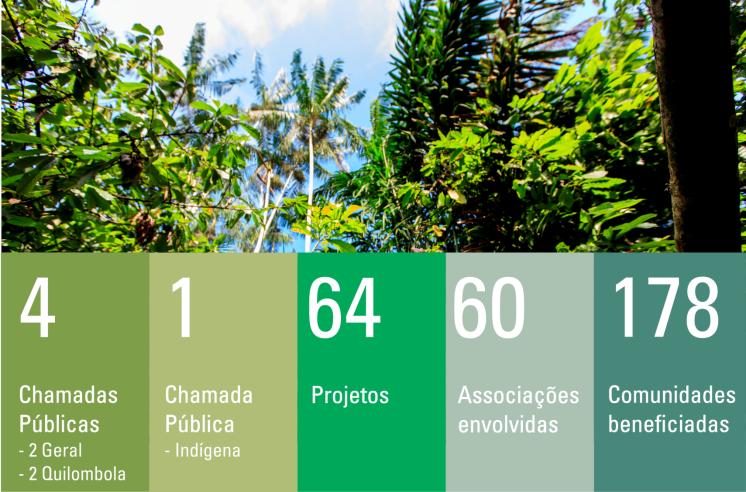 4
Chamadas
Públicas
- 2 Geral
- 2 Quilombola
1
Chamada
Pública
- Indígena
64
Projetos
60
Associações
envolvidas
178
Comunidades
beneficiadas